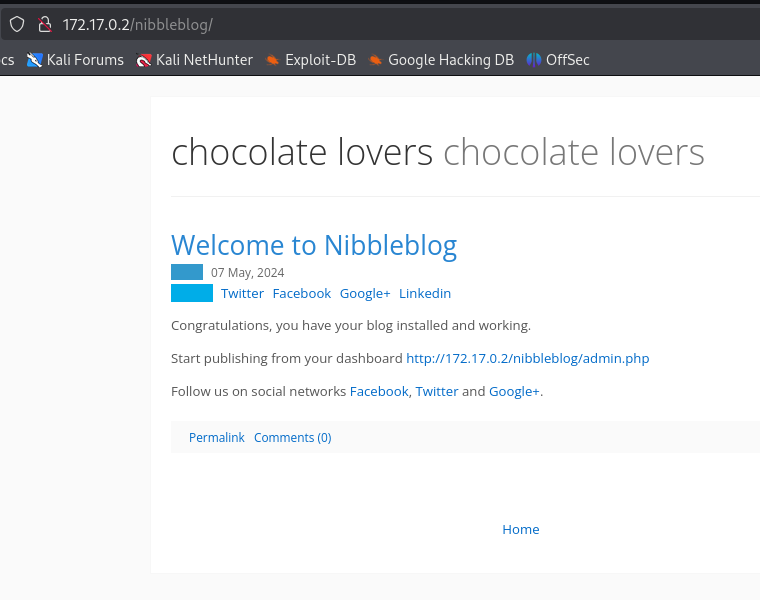 172.17.0.2/nibbleblog/
cs Kali Forums Kali NetHunter Exploit-DB Google Hacking DB OffSec
chocolate lovers chocolate lovers
Welcome to Nibbleblog
07 May, 2024
Twitter Facebook Google+ Linkedin
Congratulations, you have your blog installed and working.
Start publishing from your dashboard http://172.17.0.2/nibbleblog/admin.php
Follow us on social networks Facebook, Twitter and Google+.
Permalink Comments (0)
Home